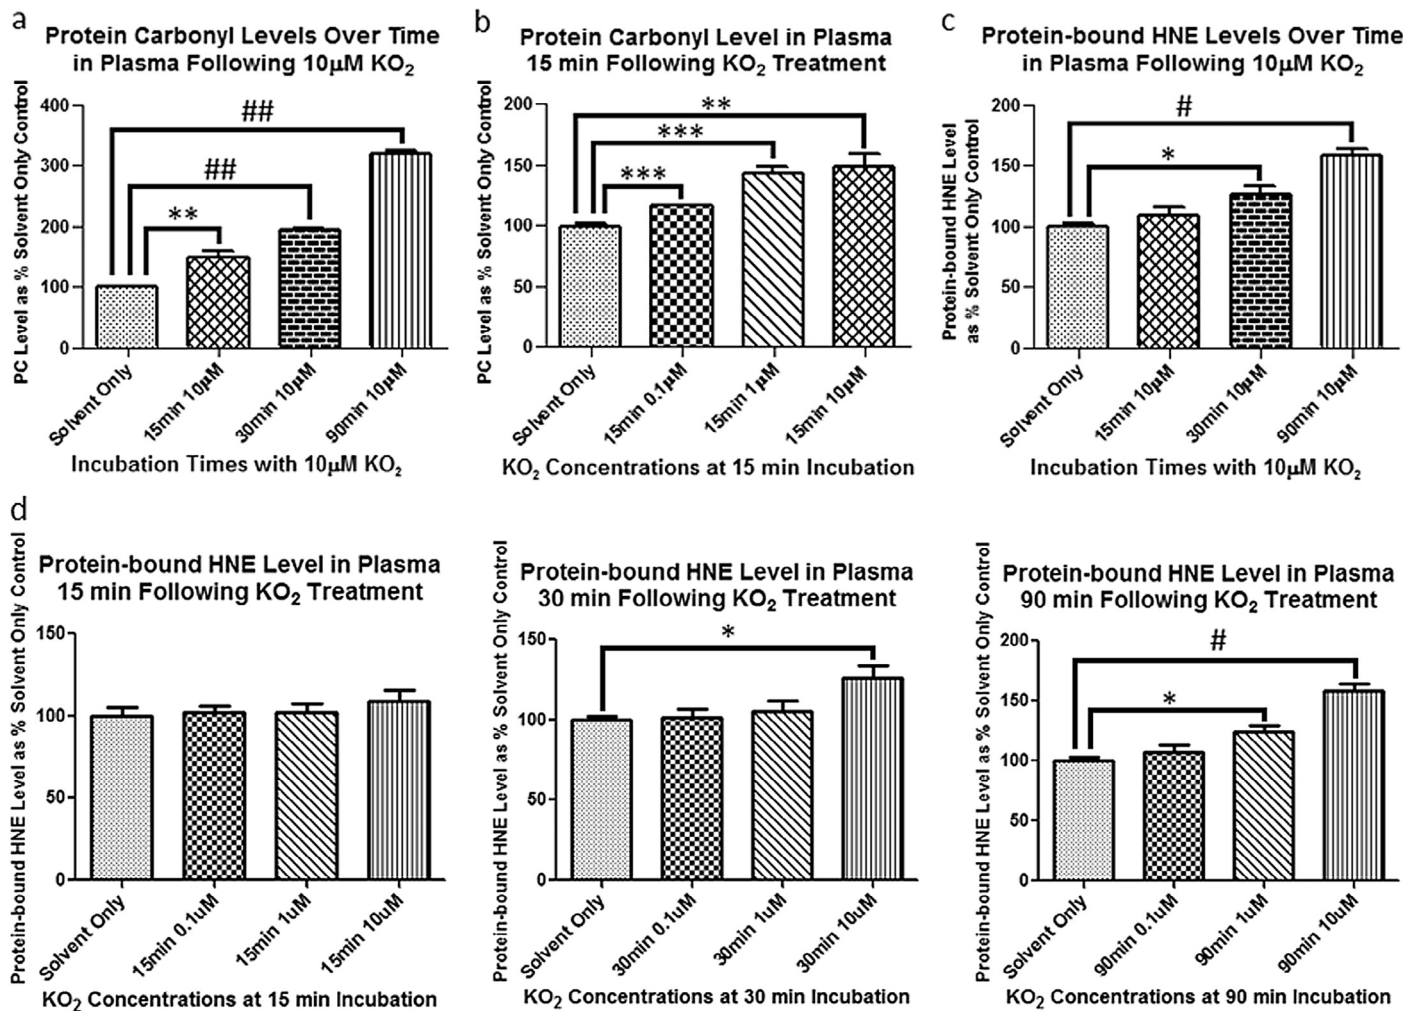 a
Protein Carbonyl Levels Over Time
in Plasma Following 10μM KO₂
PC Level as % Solvent Only Control
400
300
200
100
0
##
##
**
Solvent Only
15min 10μM
30min 10μM
90min 10μM
Incubation Times with 10μM KO₂
b
Protein Carbonyl Level in Plasma
15 min Following KO₂ Treatment
PC Level as % Solvent Only Control
200
150
100
50
0
**
***
***
Solvent Only
15min 0.1μM
15min 1μM
15min 10μM
KO₂ Concentrations at 15 min Incubation
c
Protein-bound HNE Levels Over Time
in Plasma Following 10μM KO₂
Protein-bound HNE Level
as % Solvent Only Control
200
150
100
50
0
#
*
Solvent Only
15min 10μM
30min 10μM
90min 10μM
Incubation Times with 10μM KO₂
d
Protein-bound HNE Level in Plasma
15 min Following KO₂ Treatment
Protein-bound HNE Level as % Solvent Only Control
150
100
50
0
Solvent Only
15min 0.1uM
15min 1uM
15min 10uM
KO₂ Concentrations at 15 min Incubation
Protein-bound HNE Level in Plasma
30 min Following KO₂ Treatment
Protein-bound HNE Level as % Solvent Only Control
150
100
50
0
*
Solvent Only
30min 0.1uM
30min 1uM
30min 10uM
KO₂ Concentrations at 30 min Incubation
Protein-bound HNE Level in Plasma
90 min Following KO₂ Treatment
Protein-bound HNE Level as % Solvent Only Control
200
150
100
50
0
#
*
Solvent Only
90min 0.1uM
90min 1uM
90min 10uM
KO₂ Concentrations at 90 min Incubation